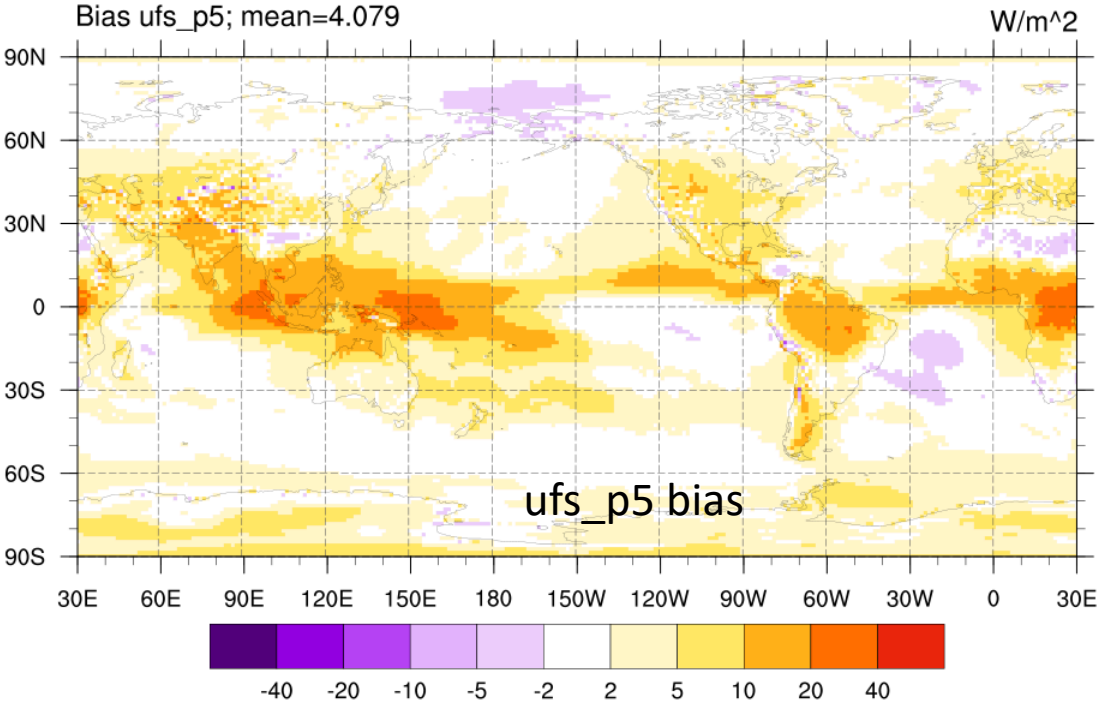 Bias ufs_p5; mean=4.079
W/m^2
90N
60N
30N
0
30S
60S
90S
ufs_p5 bias
30E 60E 90E 120E 150E 180 150W 120W 90W 60W 30W 0 30E
-40 -20 -10 -5 -2 2 5 10 20 40